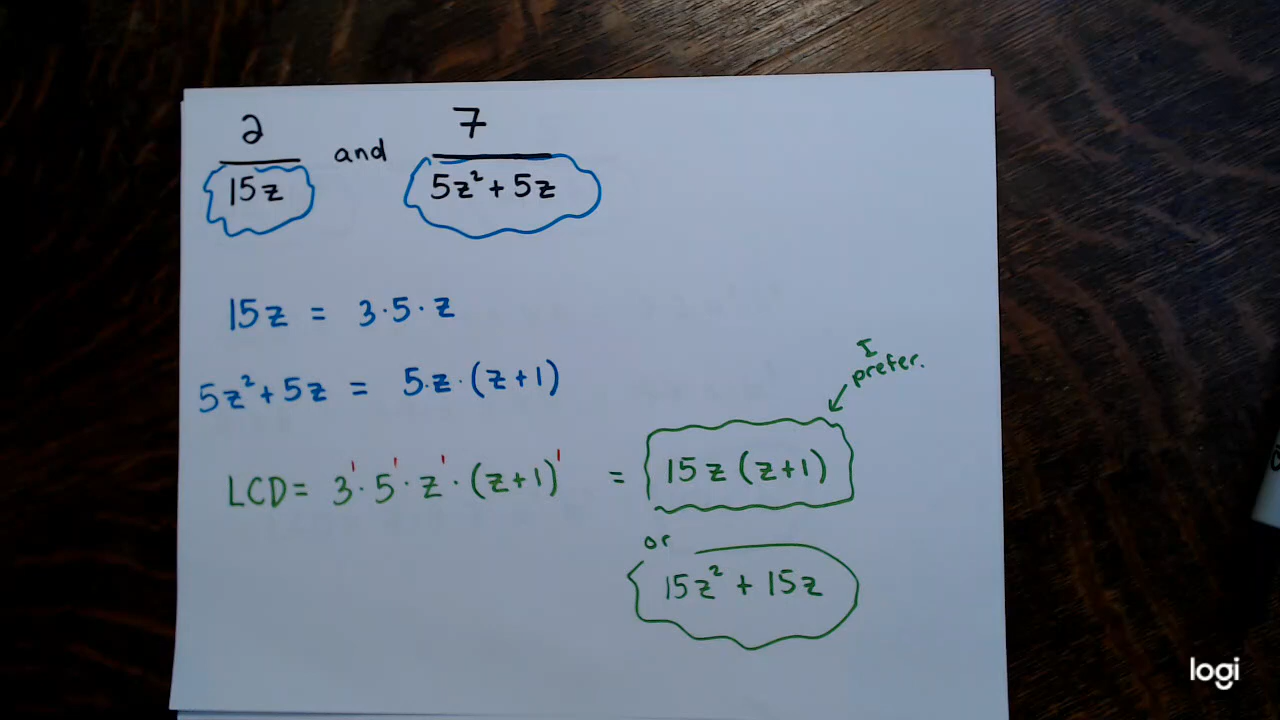 2/15z and 7/(5z² + 5z)
15z = 3·5·z
5z² + 5z = 5·z·(z+1)
I prefer.
LCD = 3¹·5¹·z¹·(z+1)¹ = 15z(z+1)
or
15z² + 15z
logi